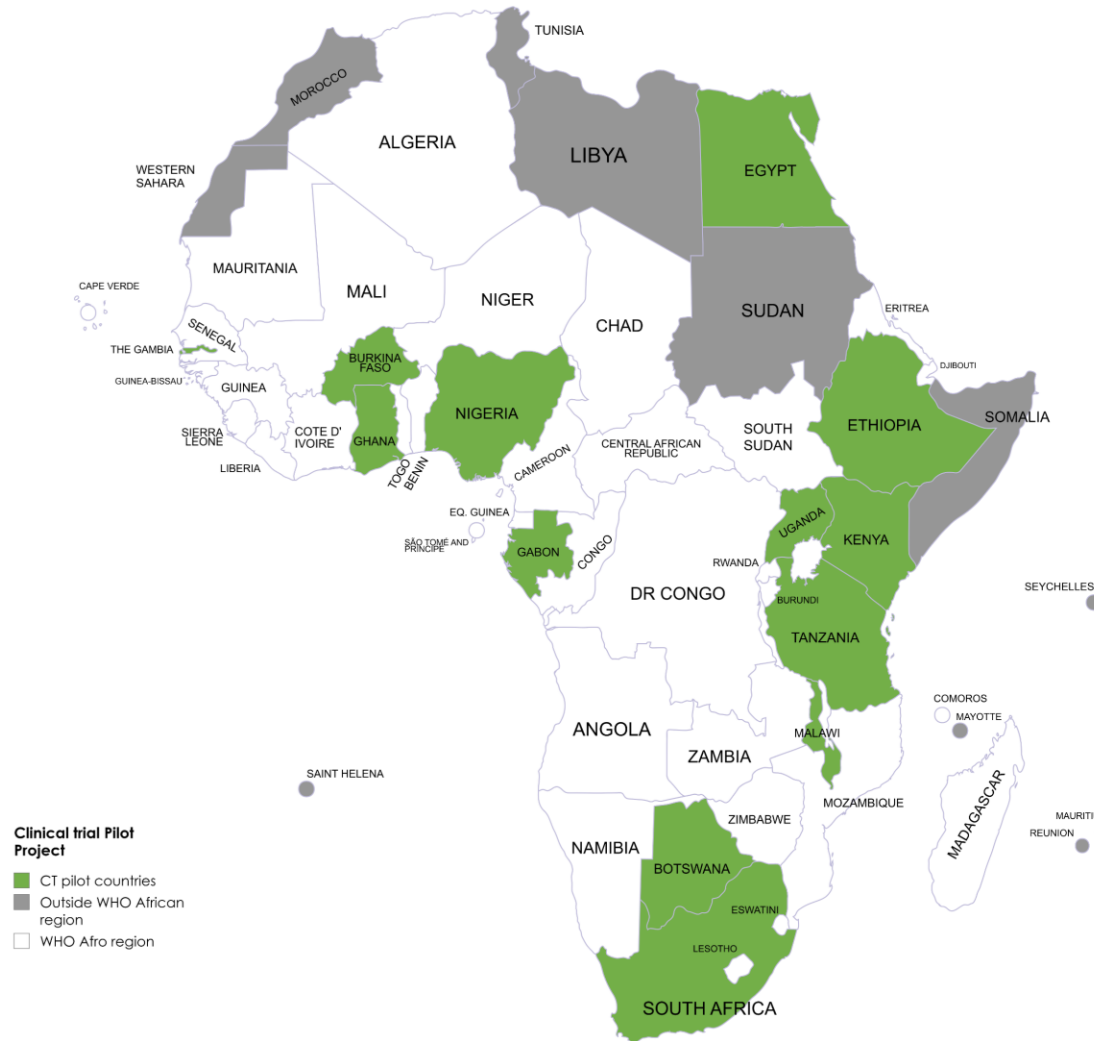 TUNISIA
MOROCCO
ALGERIA
LIBYA
EGYPT
WESTERN
SAHARA
MAURITANIA
MALI
NIGER
CHAD
SUDAN
ERITREA
CAPE VERDE
SENEGAL
THE GAMBIA
BURKINA
FASO
DJIBOUTI
GUINEA-BISSAU
GUINEA
NIGERIA
SOMALIA
ETHIOPIA
SIERRA
LEONE
COTE D'
IVOIRE
GHANA
SOUTH
SUDAN
CENTRAL AFRICAN
REPUBLIC
LIBERIA
TOGO
BENIN
CAMEROON
EQ. GUINEA
SÃO TOMÉ AND
PRINCIPE
GABON
CONGO
UGANDA
KENYA
RWANDA
DR CONGO
BURUNDI
SEYCHELLES
TANZANIA
COMOROS
MAYOTTE
ANGOLA
MALAWI
ZAMBIA
SAINT HELENA
MOZAMBIQUE
MADAGASCAR
ZIMBABWE
MAURITI
REUNION
NAMIBIA
BOTSWANA
ESWATINI
LESOTHO
SOUTH AFRICA
Clinical trial Pilot
Project
CT pilot countries
Outside WHO African
region
WHO Afro region